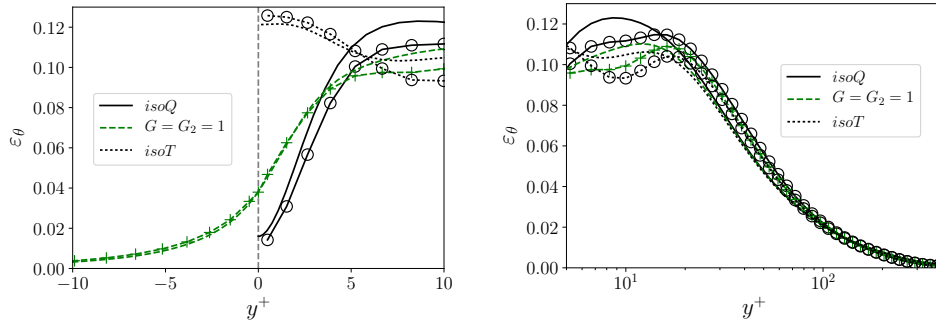 0.12
0.10
0.08
0.06
0.04
0.02
0.00
ε_θ
isoQ
G = G₂ = 1
isoT
−10 −5 0 5 10
y⁺
0.12
0.10
0.08
0.06
0.04
0.02
0.00
ε_θ
isoQ
G = G₂ = 1
isoT
10¹ 10²
y⁺